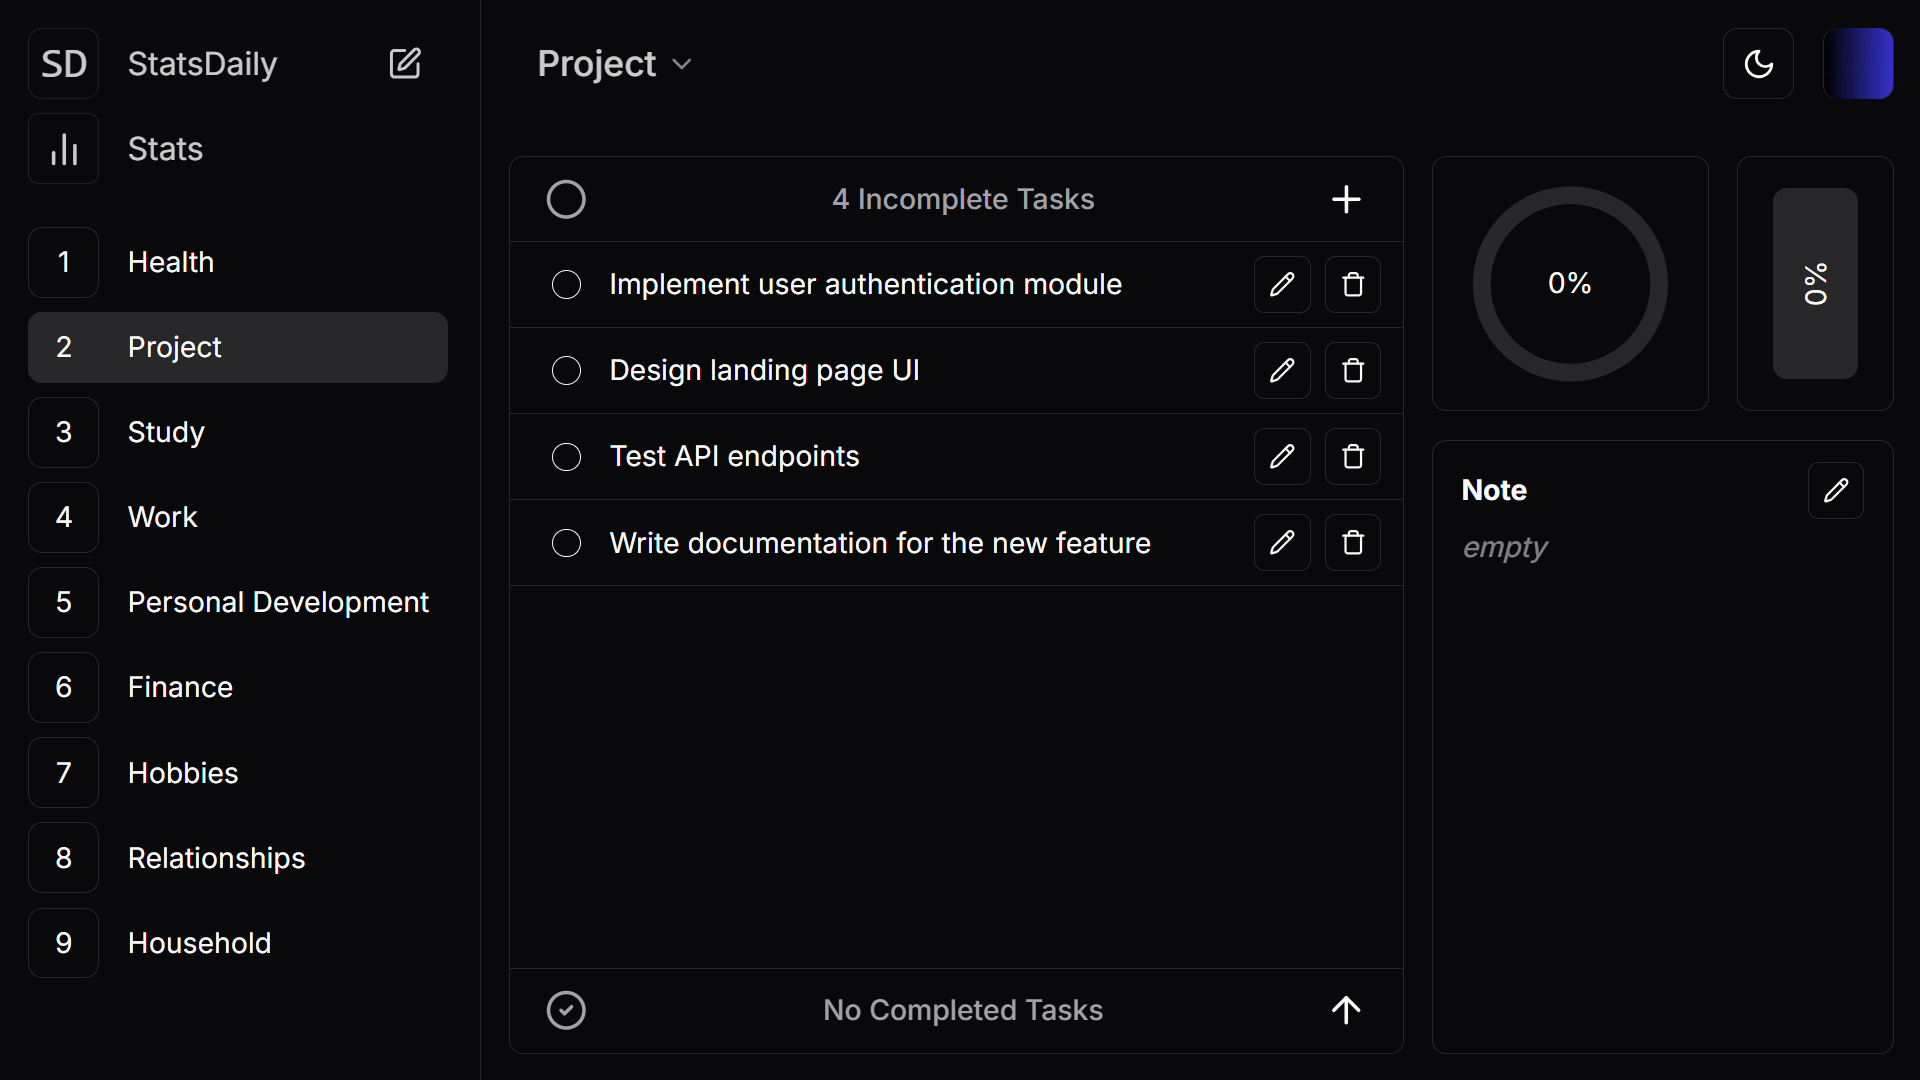 SD StatsDaily
Stats
1 Health
2 Project
3 Study
4 Work
5 Personal Development
6 Finance
7 Hobbies
8 Relationships
9 Household
Project
4 Incomplete Tasks
Implement user authentication module
Design landing page UI
Test API endpoints
Write documentation for the new feature
No Completed Tasks
0%
0%
Note
empty